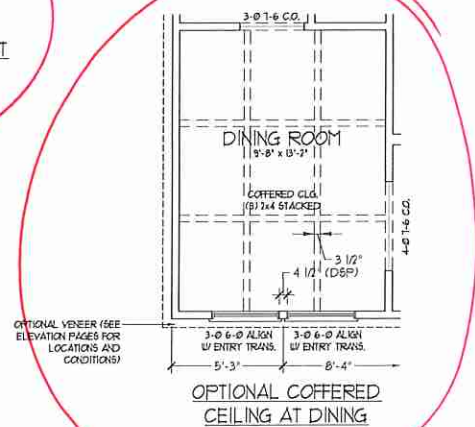 T
3-0 7-6 C.O.
DINING ROOM
9'-8" x 13'-2"
COFFERED CLG.
(3) 2x4 STACKED
4-0 7-6 C.O.
3 1/2"
4 1/2" (D&P)
OPTIONAL VENEER (SEE
ELEVATION PAGES FOR
LOCATIONS AND
CONDITIONS)
3-0 6-0 ALIGN
W/ ENTRY TRANS.
3-0 6-0 ALIGN
W/ ENTRY TRANS.
5'-3"
8'-4"
OPTIONAL COFFERED
CEILING AT DINING